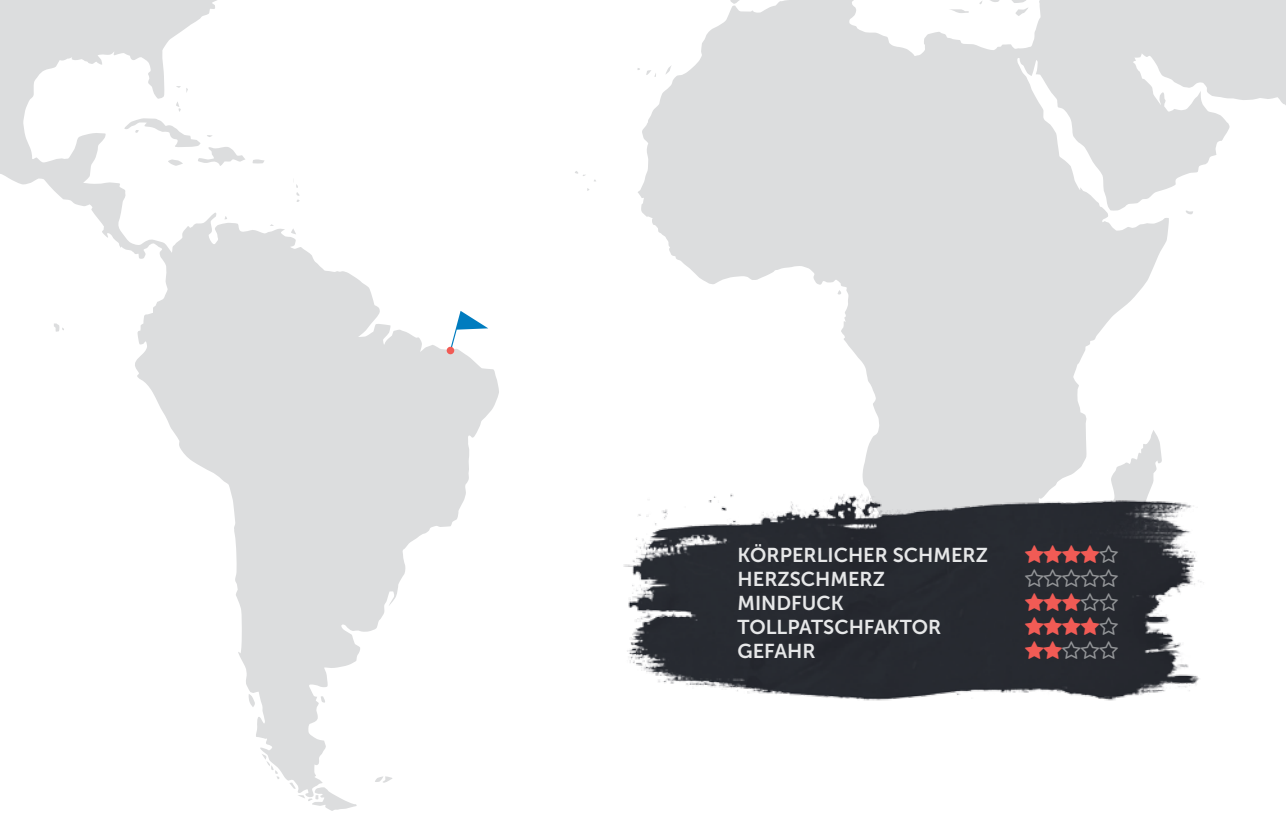 KÖRPERLICHER SCHMERZ ★★★★☆
HERZSCHMERZ ☆☆☆☆☆
MINDFUCK ★★★☆☆
TOLLPATSCHFAKTOR ★★★★☆
GEFAHR ★★☆☆☆